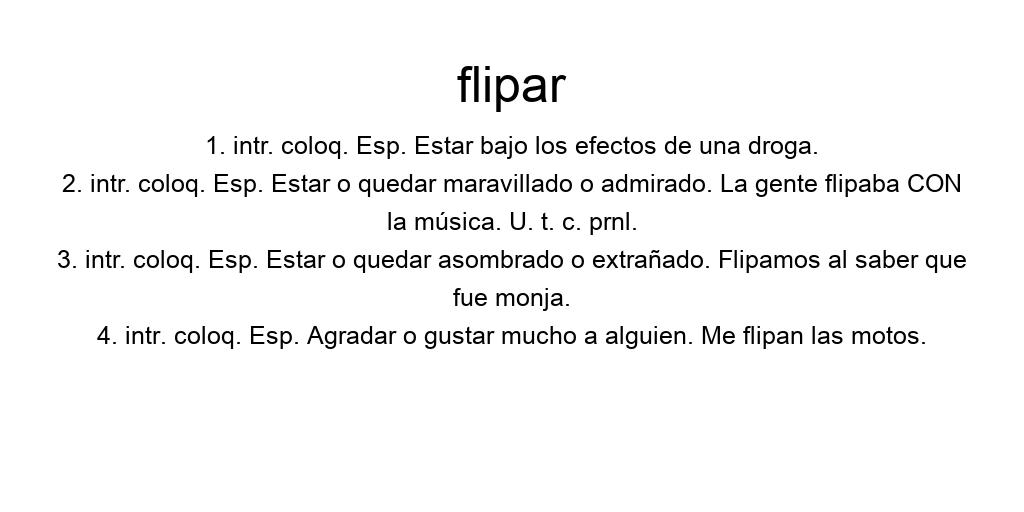 flipar
1. intr. coloq. Esp. Estar bajo los efectos de una droga.
2. intr. coloq. Esp. Estar o quedar maravillado o admirado. La gente flipaba CON
la música. U. t. c. prnl.
3. intr. coloq. Esp. Estar o quedar asombrado o extrañado. Flipamos al saber que
fue monja.
4. intr. coloq. Esp. Agradar o gustar mucho a alguien. Me flipan las motos.